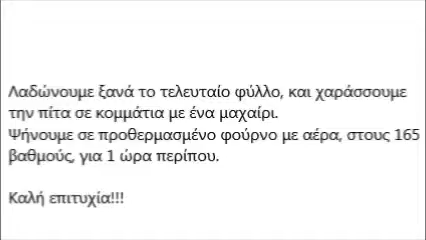 Λαδώνουμε ξανά το τελευταίο φύλλο, και χαράσσουμε
την πίτα σε κομμάτια με ένα μαχαίρι.
Ψήνουμε σε προθερμασμένο φούρνο με αέρα, στους 165
βαθμούς, για 1 ώρα περίπου.
Καλή επιτυχία!!!